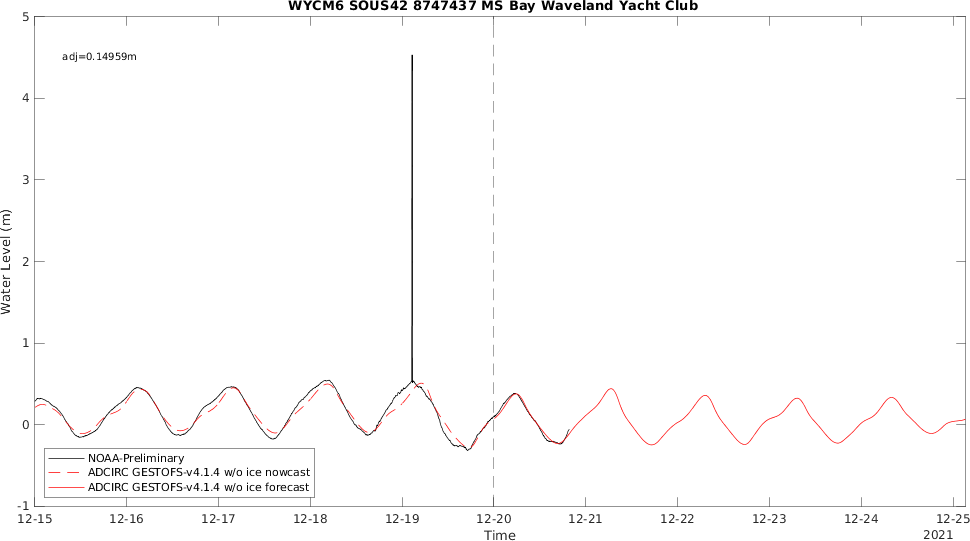 WYCM6 SOUS42 8747437 MS Bay Waveland Yacht Club
adj=0.14959m
5
4
3
2
1
0
-1
Water Level (m)
NOAA-Preliminary
ADCIRC GESTOFS-v4.1.4 w/o ice nowcast
ADCIRC GESTOFS-v4.1.4 w/o ice forecast
12-15 12-16 12-17 12-18 12-19 12-20 12-21 12-22 12-23 12-24 12-25
Time
2021